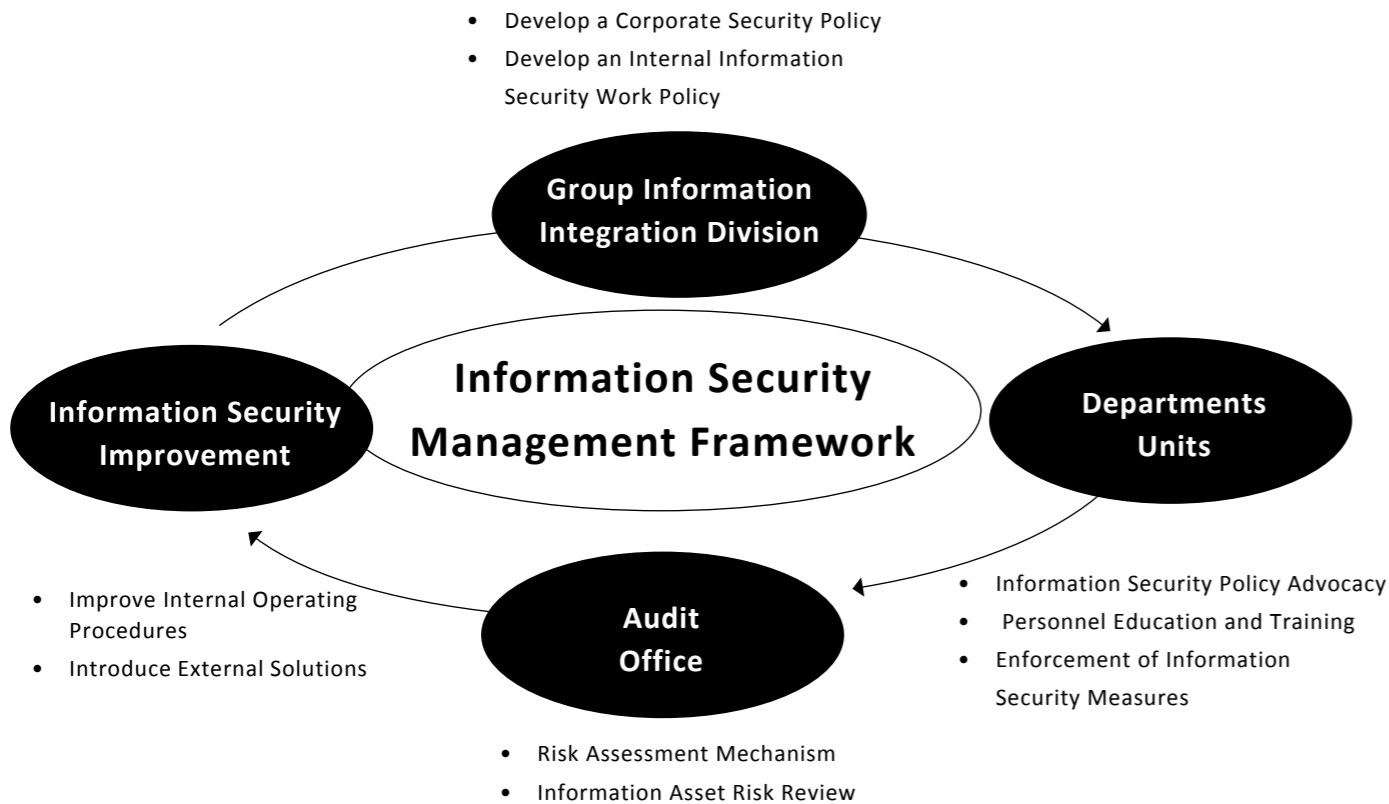 • Develop a Corporate Security Policy
• Develop an Internal Information
Security Work Policy
Group Information
Integration Division
Information Security
Management Framework
Information Security
Improvement
Departments
Units
• Improve Internal Operating
Procedures
• Introduce External Solutions
Audit
Office
• Information Security Policy Advocacy
• Personnel Education and Training
• Enforcement of Information
Security Measures
• Risk Assessment Mechanism
• Information Asset Risk Review